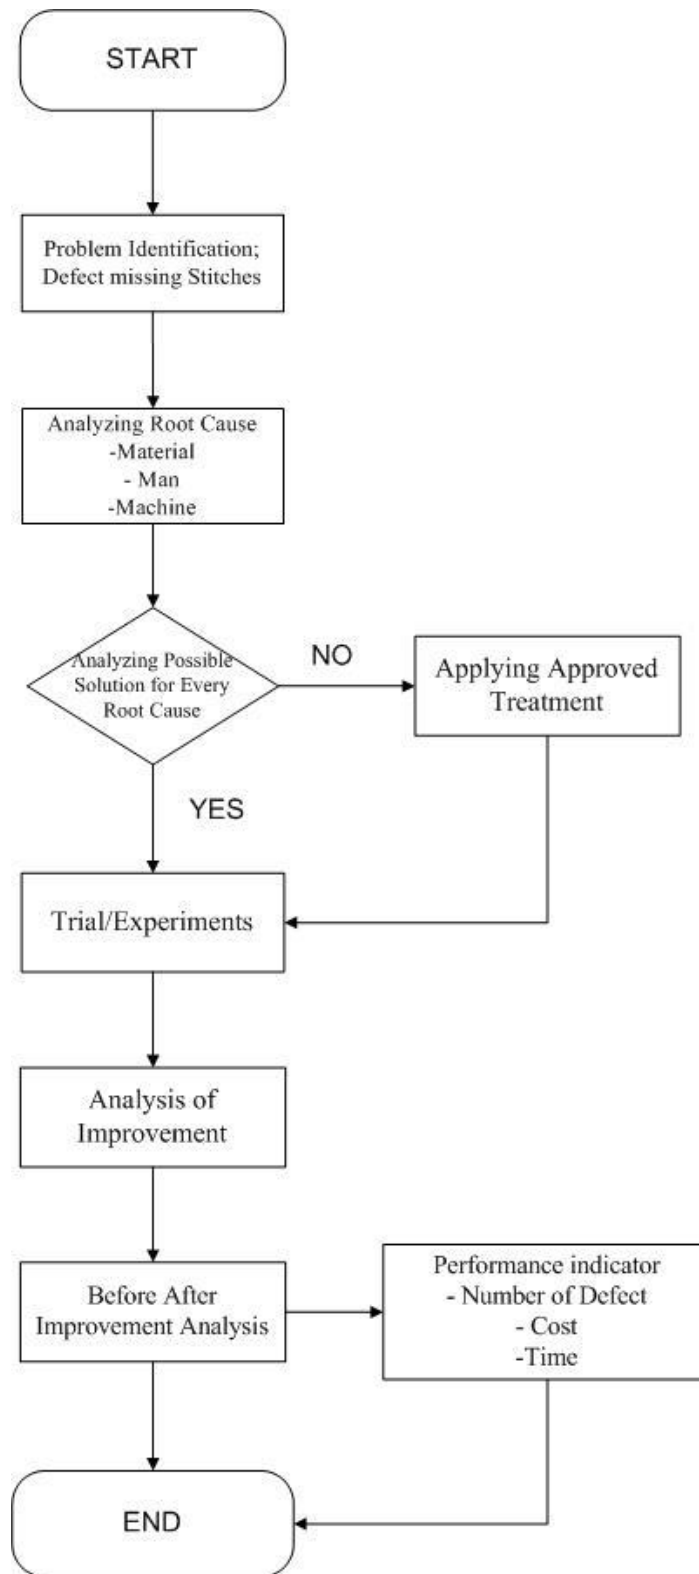 START
Problem Identification;
Defect missing Stitches
Analyzing Root Cause
-Material
- Man
-Machine
Analyzing Possible
Solution for Every
Root Cause
NO
Applying Approved
Treatment
YES
Trial/Experiments
Analysis of
Improvement
Before After
Improvement Analysis
Performance indicator
- Number of Defect
- Cost
-Time
END